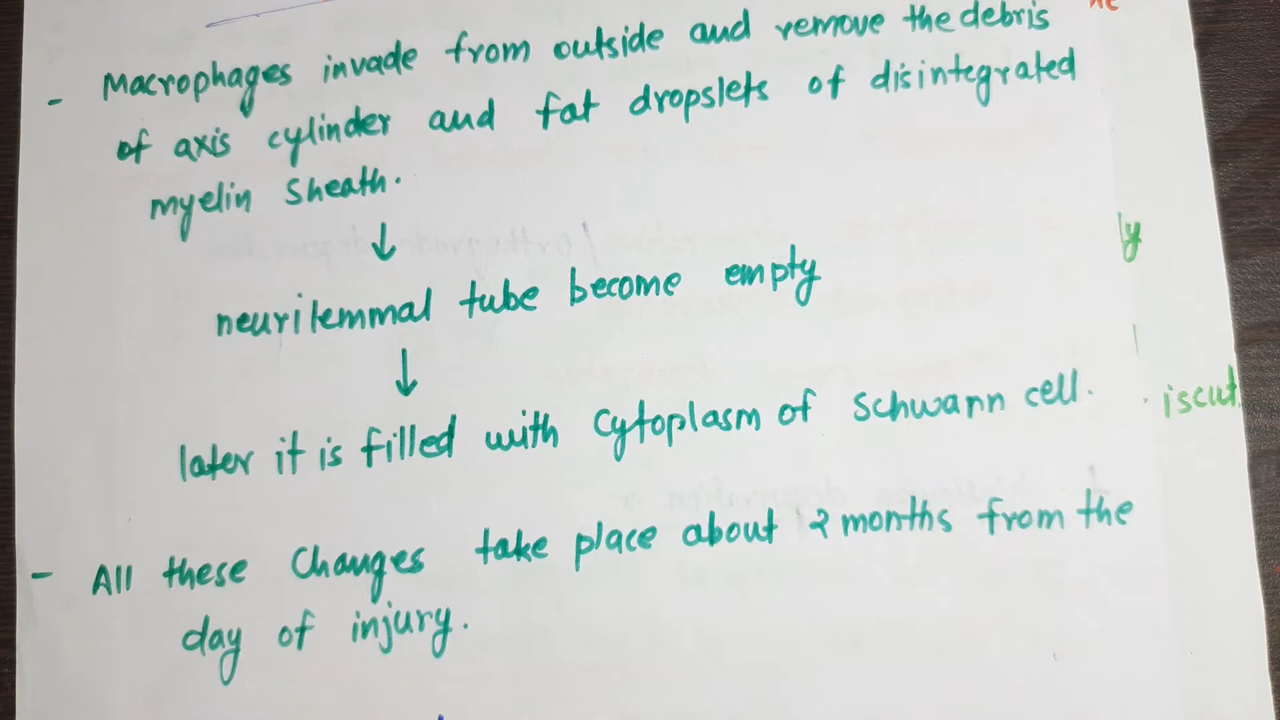 - Macrophages invade from outside and remove the debris
of axis cylinder and fat dropslets of disintegrated
myelin sheath.
↓
neurilemmal tube become empty
↓
later it is filled with cytoplasm of schwann cell.
- All these changes take place about 2 months from the
day of injury.
ly
iscut